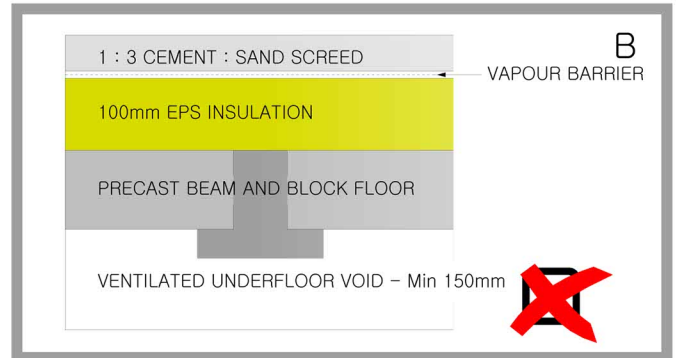 B
1 : 3 CEMENT : SAND SCREED
VAPOUR BARRIER
100mm EPS INSULATION
PRECAST BEAM AND BLOCK FLOOR
VENTILATED UNDERFLOOR VOID - Min 150mm